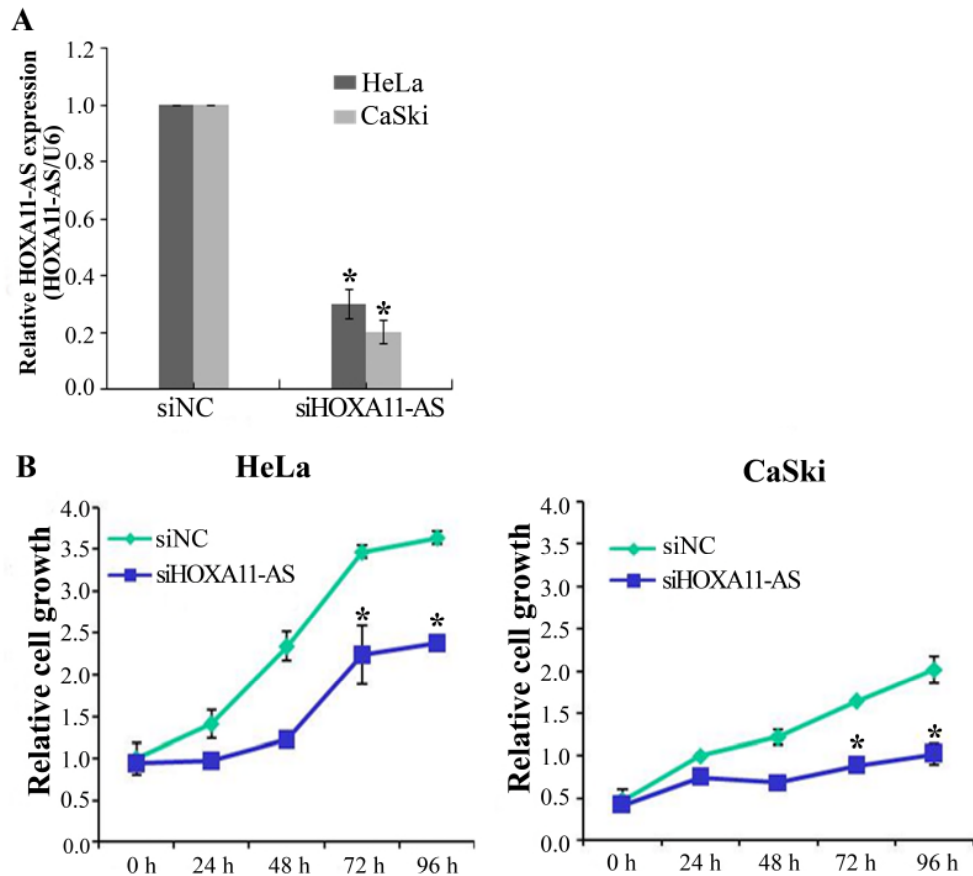 A
Relative HOXA11-AS expression
(HOXA11-AS/U6)
1.2
1.0
0.8
0.6
0.4
0.2
0.0
HeLa
CaSki
*
*
siNC
siHOXA11-AS
B
HeLa
Relative cell growth
4.0
3.5
3.0
2.5
2.0
1.5
1.0
0.5
0.0
siNC
siHOXA11-AS
*
*
0 h 24 h 48 h 72 h 96 h
CaSki
Relative cell growth
4.0
3.5
3.0
2.5
2.0
1.5
1.0
0.5
0.0
siNC
siHOXA11-AS
*
*
0 h 24 h 48 h 72 h 96 h